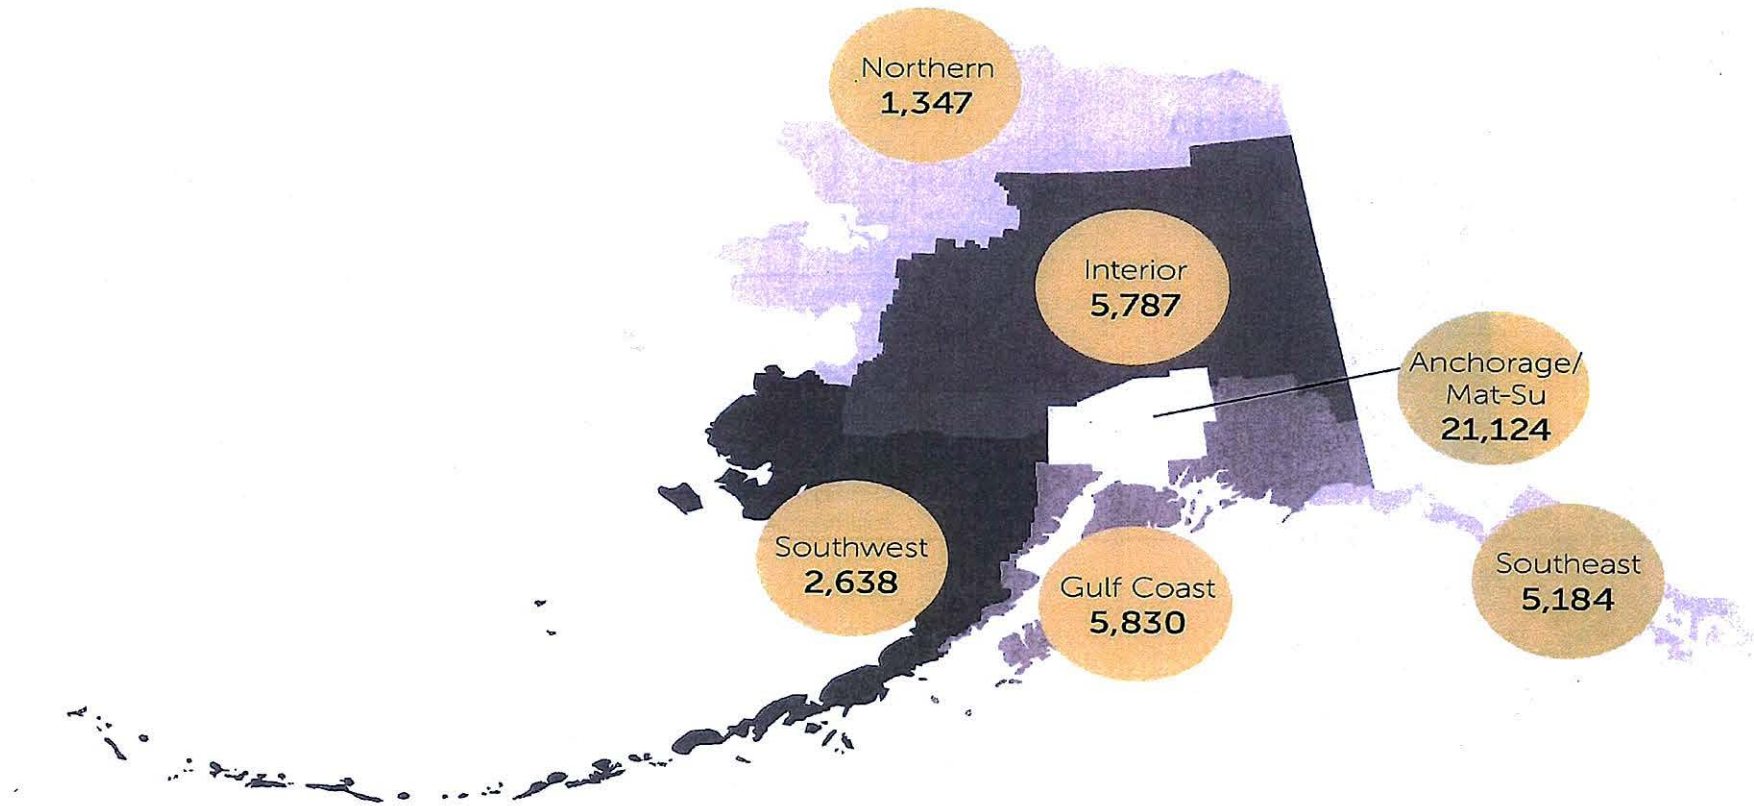 Northern
1,347
Interior
5,787
Anchorage/
Mat-Su
21,124
Southwest
2,638
Gulf Coast
5,830
Southeast
5,184